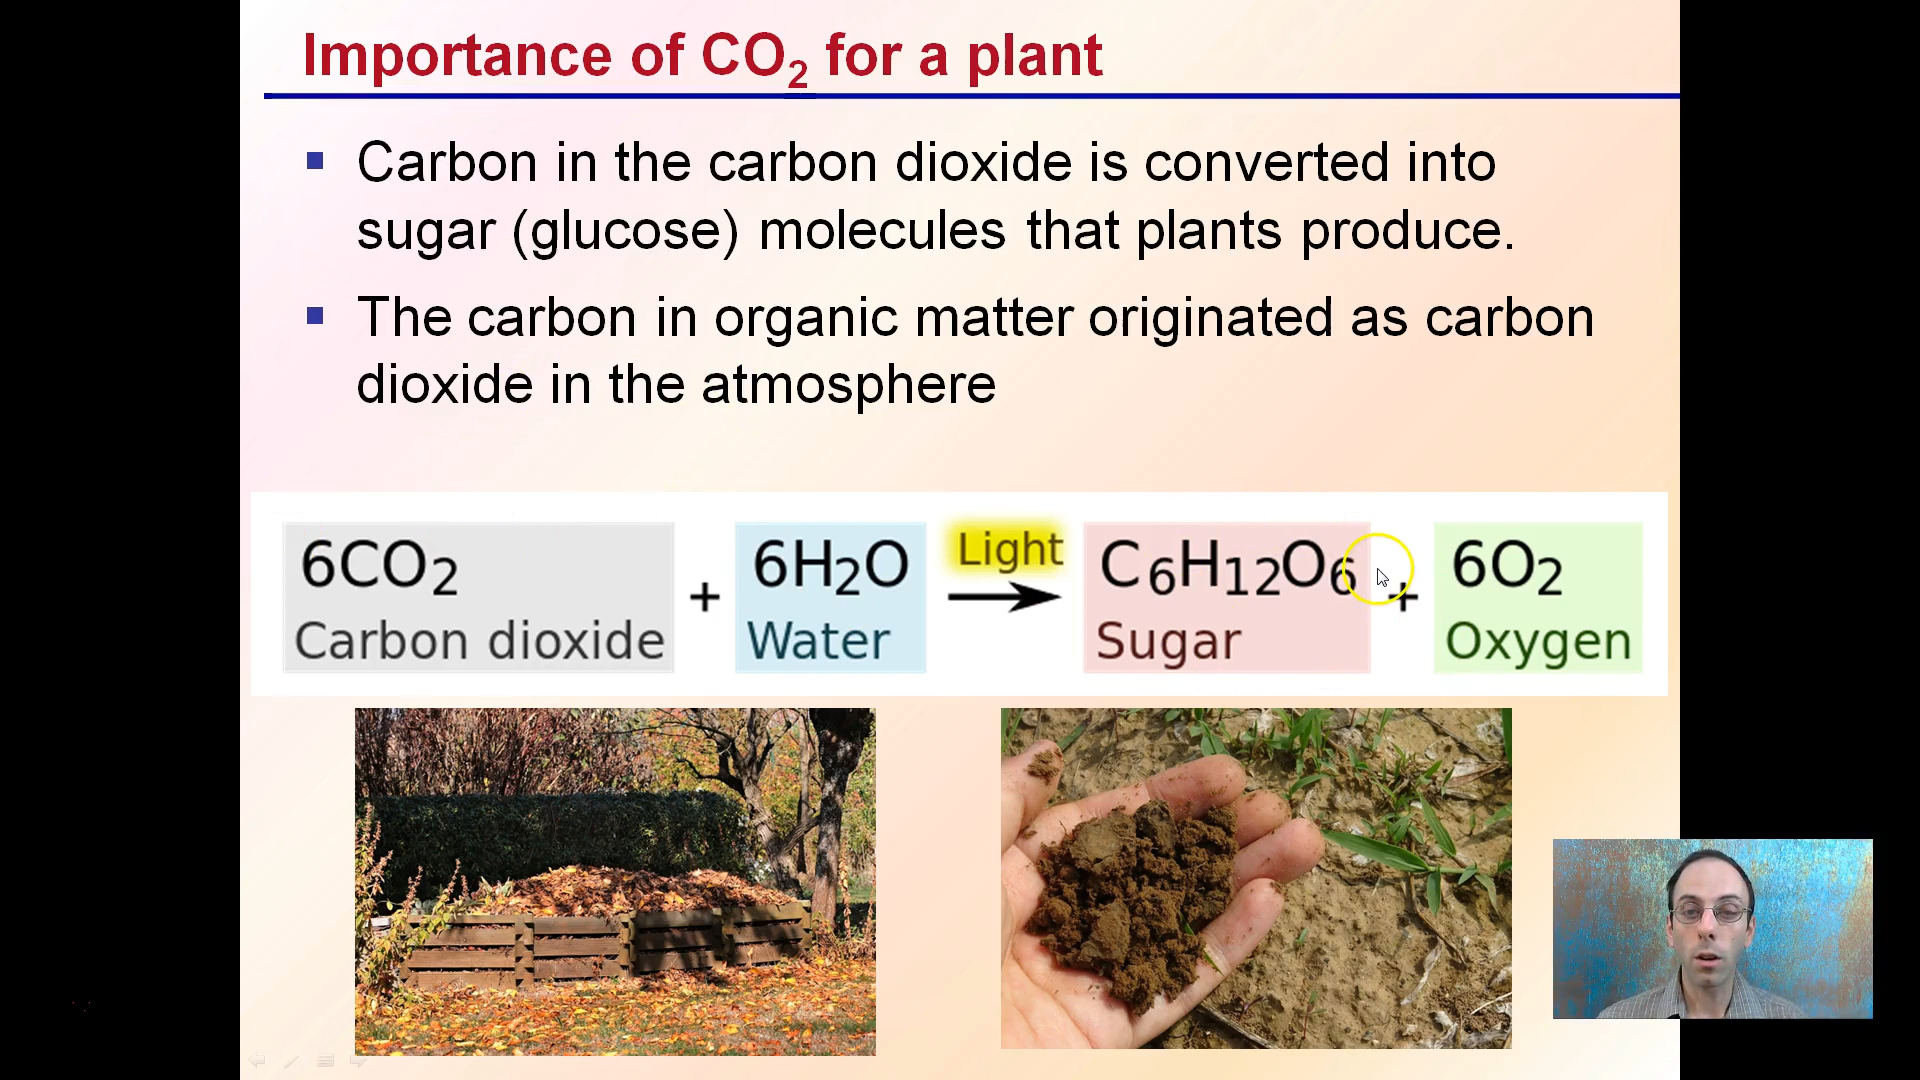 Importance of CO₂ for a plant
Carbon in the carbon dioxide is converted into
sugar (glucose) molecules that plants produce.
The carbon in organic matter originated as carbon
dioxide in the atmosphere
6CO₂ + 6H₂O Light → C₆H₁₂O₆ + 6O₂
Carbon dioxide Water Sugar Oxygen